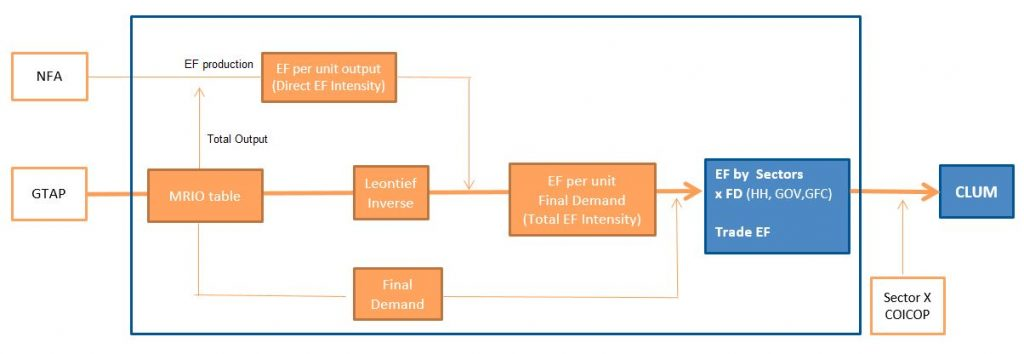 NFA
EF production
EF per unit output
(Direct EF Intensity)
Total Output
GTAP
MRIO table
Leontief
Inverse
EF per unit
Final Demand
(Total EF Intensity)
EF by Sectors
x FD (HH, GOV,GFC)
Trade EF
CLUM
Final
Demand
Sector X
COICOP